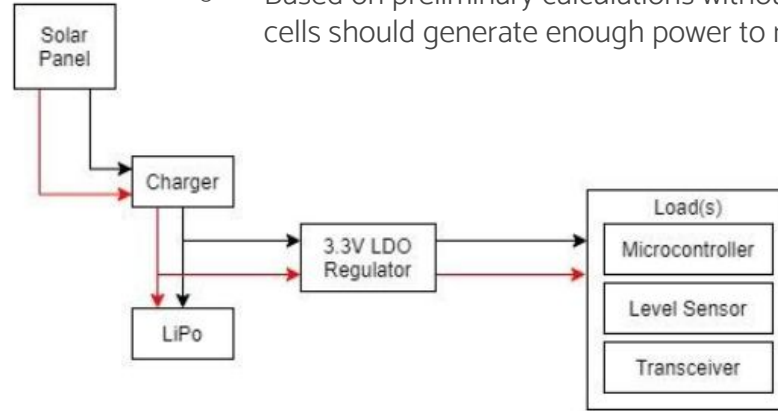 Based on preliminary calculations without
cells should generate enough power to
Solar
Panel
Charger
3.3V LDO
Regulator
LiPo
Load(s)
Microcontroller
Level Sensor
Transceiver